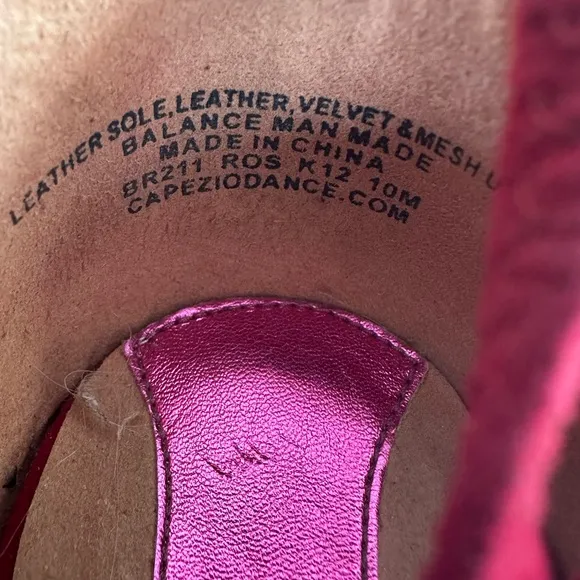 LEATHER SOLE, LEATHER, VELVET & MESH U
BALANCE MAN MADE
MADE IN CHINA
BR211 ROS K12 10M
CAPEZIODANCE.COM